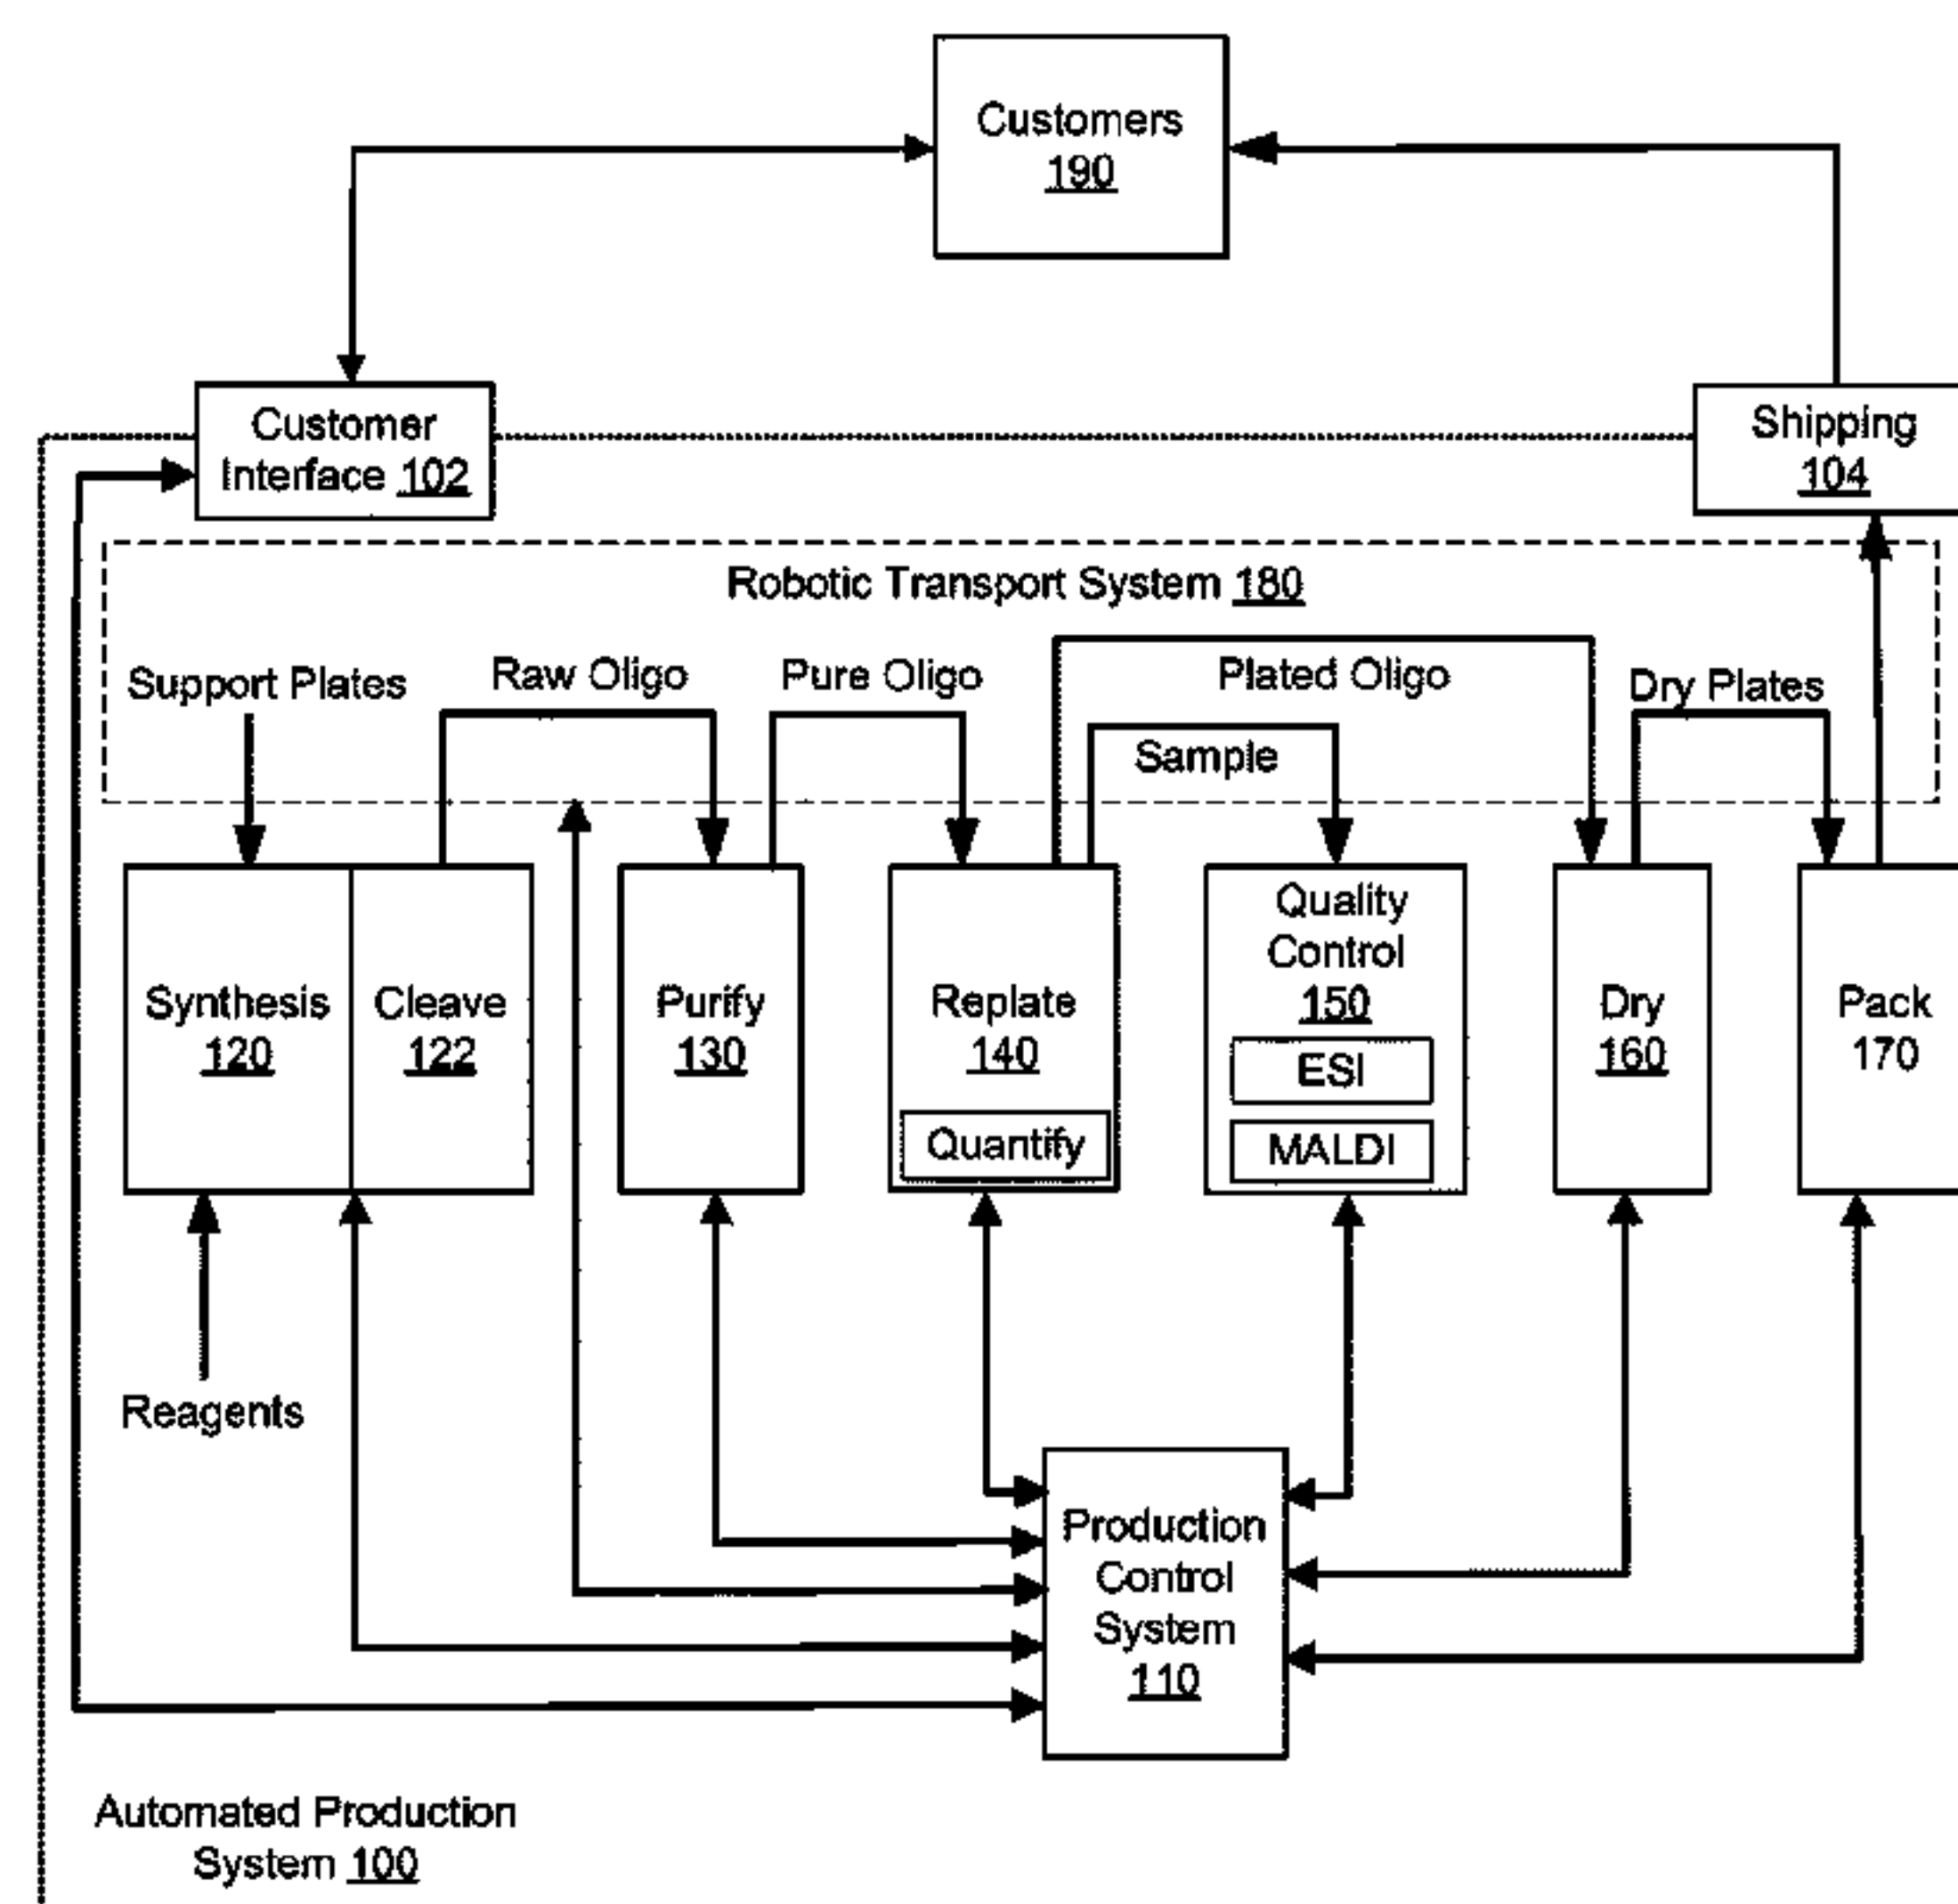 Customers
190
Customer
Interface 102
Shipping
104
Robotic Transport System 180
Support Plates
Raw Oligo
Pure Oligo
Plated Oligo
Dry Plates
Sample
Synthesis
120
Cleave
122
Purify
130
Replate
140
Quantify
Quality
Control
150
ESI
MALDI
Dry
160
Pack
170
Reagents
Production
Control
System
110
Automated Production
System 100